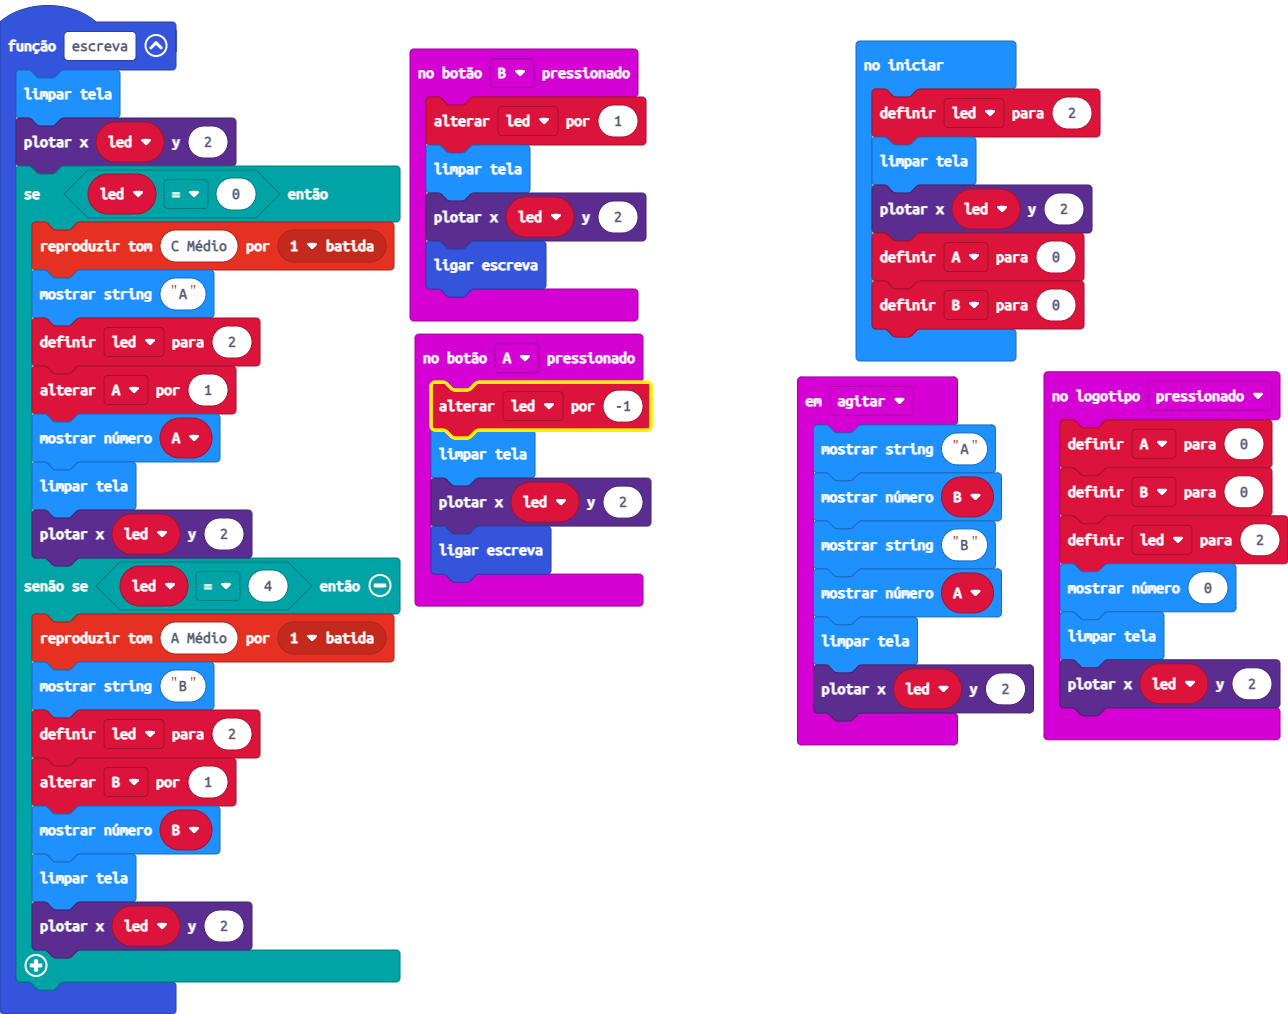 função escreva
limpar tela
plotar x led y 2
se led = 0 então
reproduzir tom C Médio por 1 batida
mostrar string "A"
definir led para 2
alterar A por 1
mostrar número A
limpar tela
plotar x led y 2
senão se led = 4 então
reproduzir tom A Médio por 1 batida
mostrar string "B"
definir led para 2
alterar B por 1
mostrar número B
limpar tela
plotar x led y 2
no botão B pressionado
alterar led por 1
limpar tela
plotar x led y 2
ligar escreva
no botão A pressionado
alterar led por -1
limpar tela
plotar x led y 2
ligar escreva
no iniciar
definir led para 2
limpar tela
plotar x led y 2
definir A para 0
definir B para 0
em agitar
mostrar string "A"
mostrar número B
mostrar string "B"
mostrar número A
limpar tela
plotar x led y 2
no logotipo pressionado
definir A para 0
definir B para 0
definir led para 2
mostrar número 0
limpar tela
plotar x led y 2